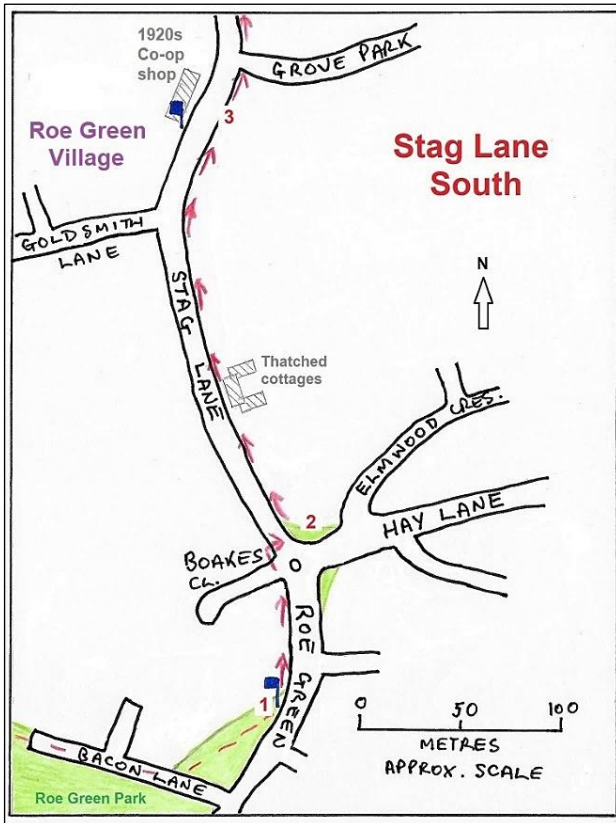 1920s
Co-op
shop
GROVE PARK
3
Roe Green
Village
Stag Lane
South
GOLDSMITH
LANE
STAG LANE
N
Thatched
cottages
ELMWOOD CRES.
2
HAY LANE
BOAKES
CL.
ROE GREEN
1
0 50 100
METRES
APPROX. SCALE
BACON LANE
Roe Green Park